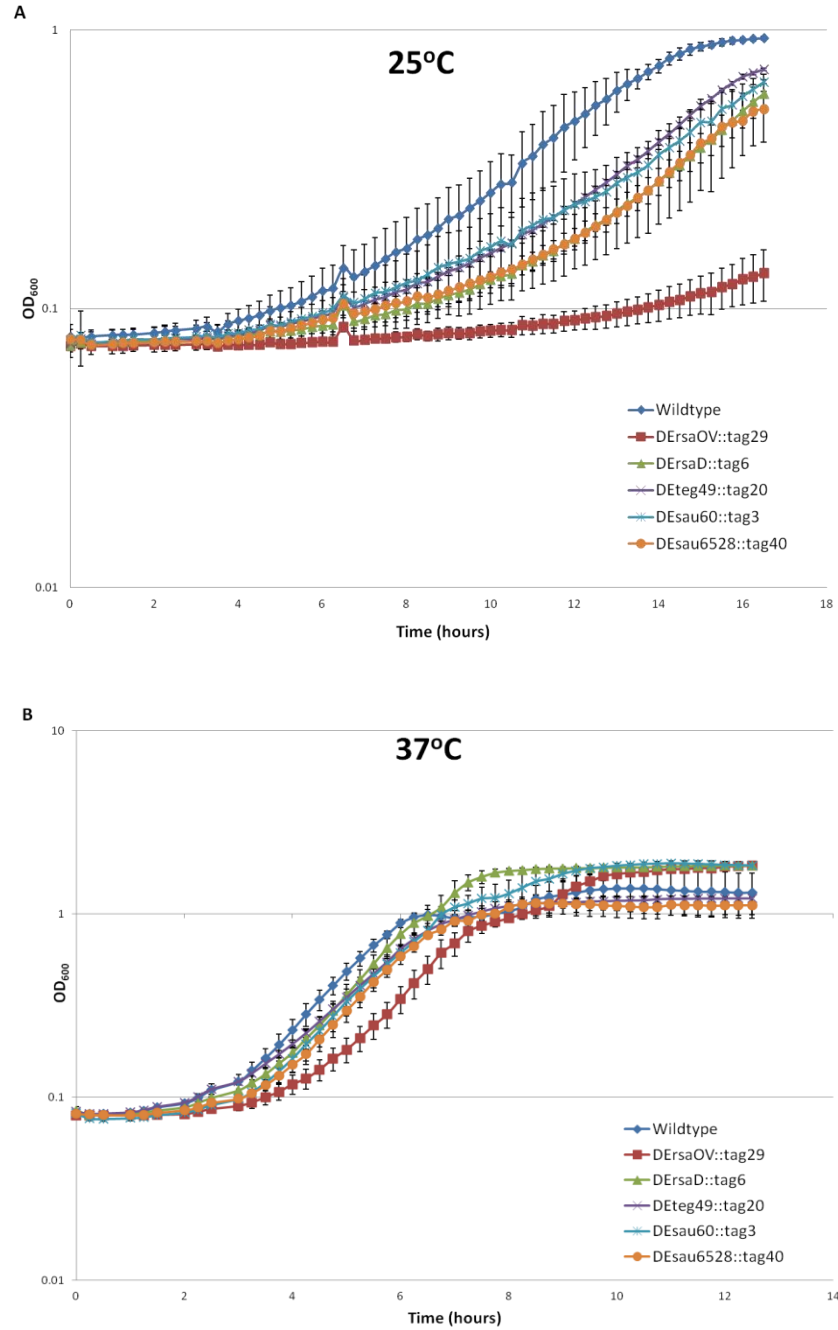 A
25°C
1
0.1
0.01
OD600
0 2 4 6 8 10 12 14 16 18
Time (hours)
Wildtype
DErsaOV::tag29
DErsaD::tag6
DEteg49::tag20
DEsau60::tag3
DEsau6528::tag40
B
37°C
10
1
0.1
0.01
OD600
0 2 4 6 8 10 12 14
Time (hours)
Wildtype
DErsaOV::tag29
DErsaD::tag6
DEteg49::tag20
DEsau60::tag3
DEsau6528::tag40